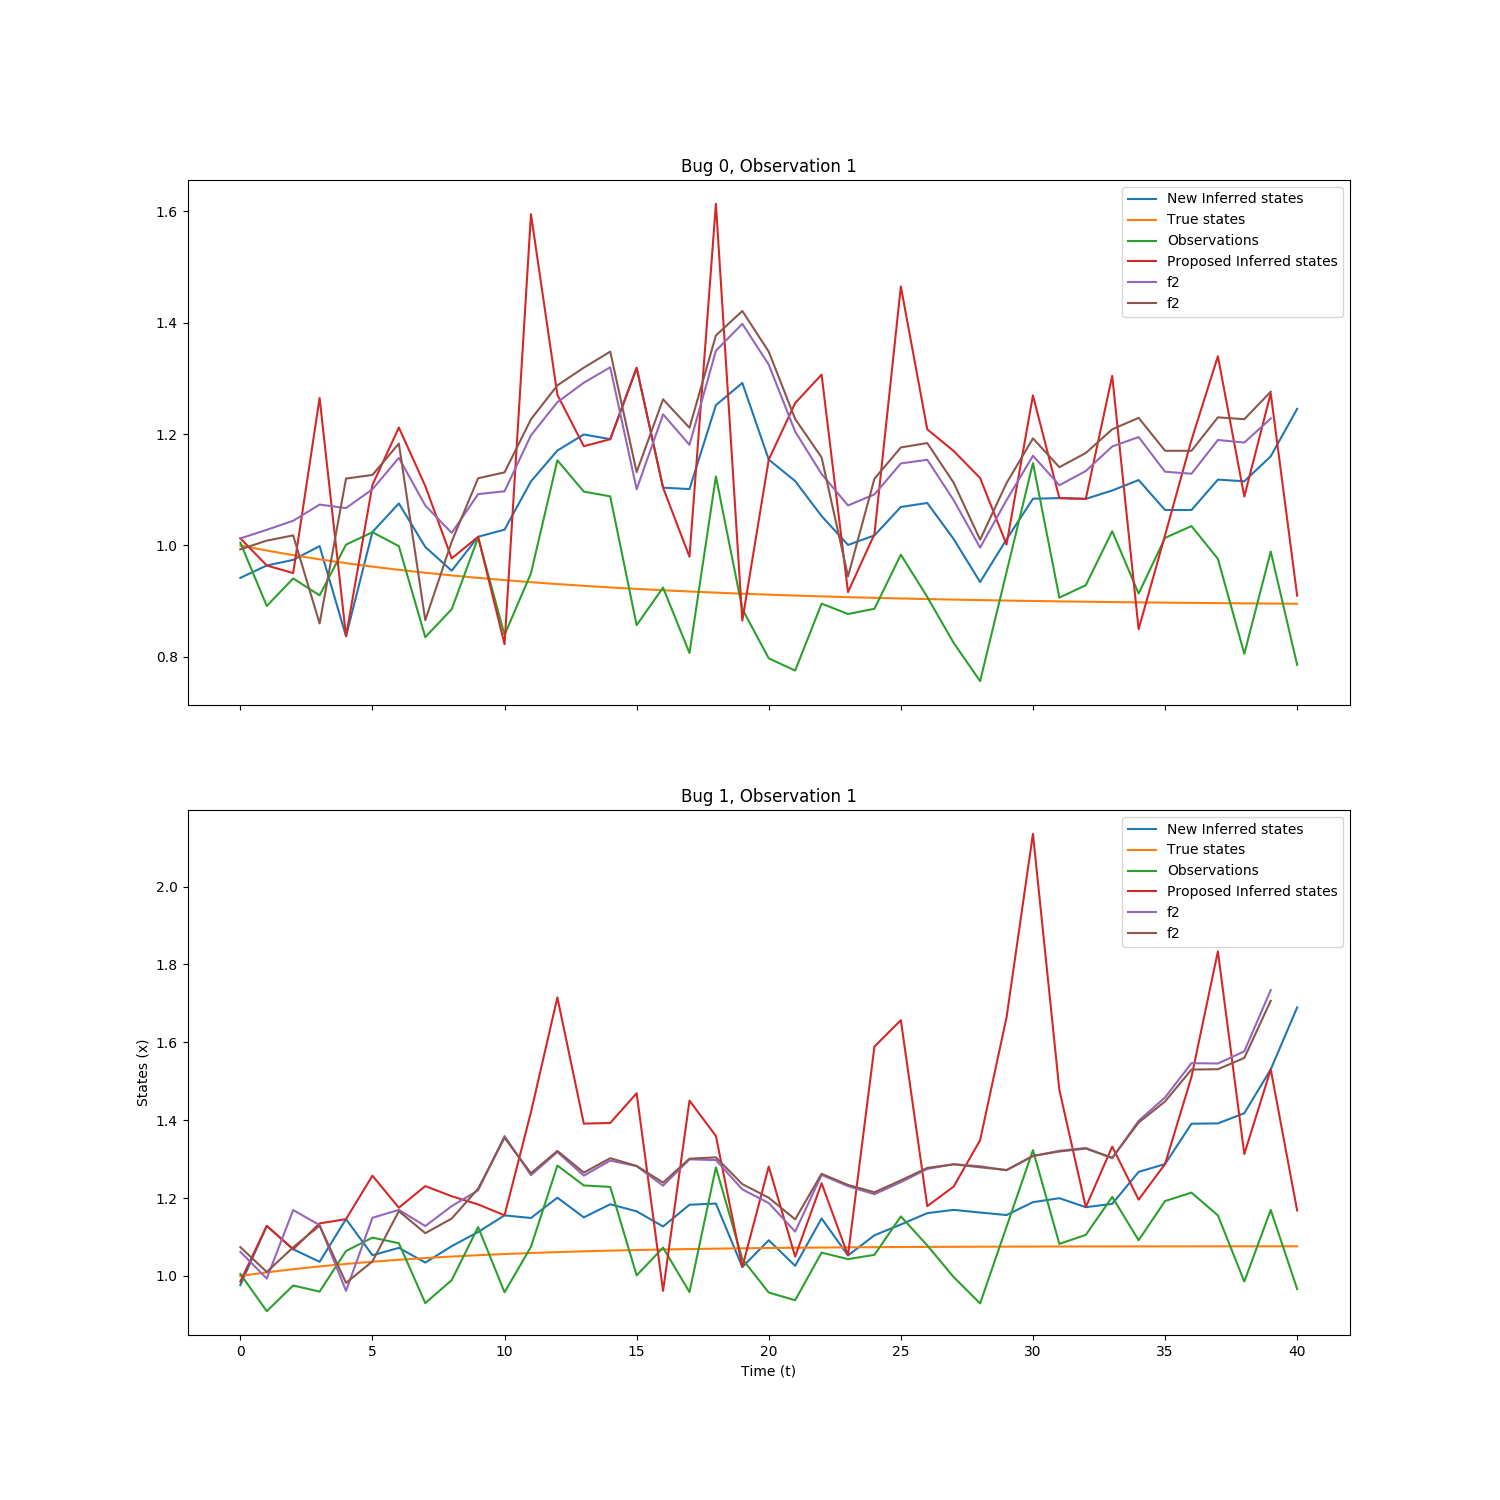 Bug 0, Observation 1
1.6
1.4
1.2
1.0
0.8
New Inferred states
True states
Observations
Proposed Inferred states
f2
f2
Bug 1, Observation 1
2.0
1.8
1.6
1.4
1.2
1.0
States (x)
New Inferred states
True states
Observations
Proposed Inferred states
f2
f2
0 5 10 15 20 25 30 35 40
Time (t)